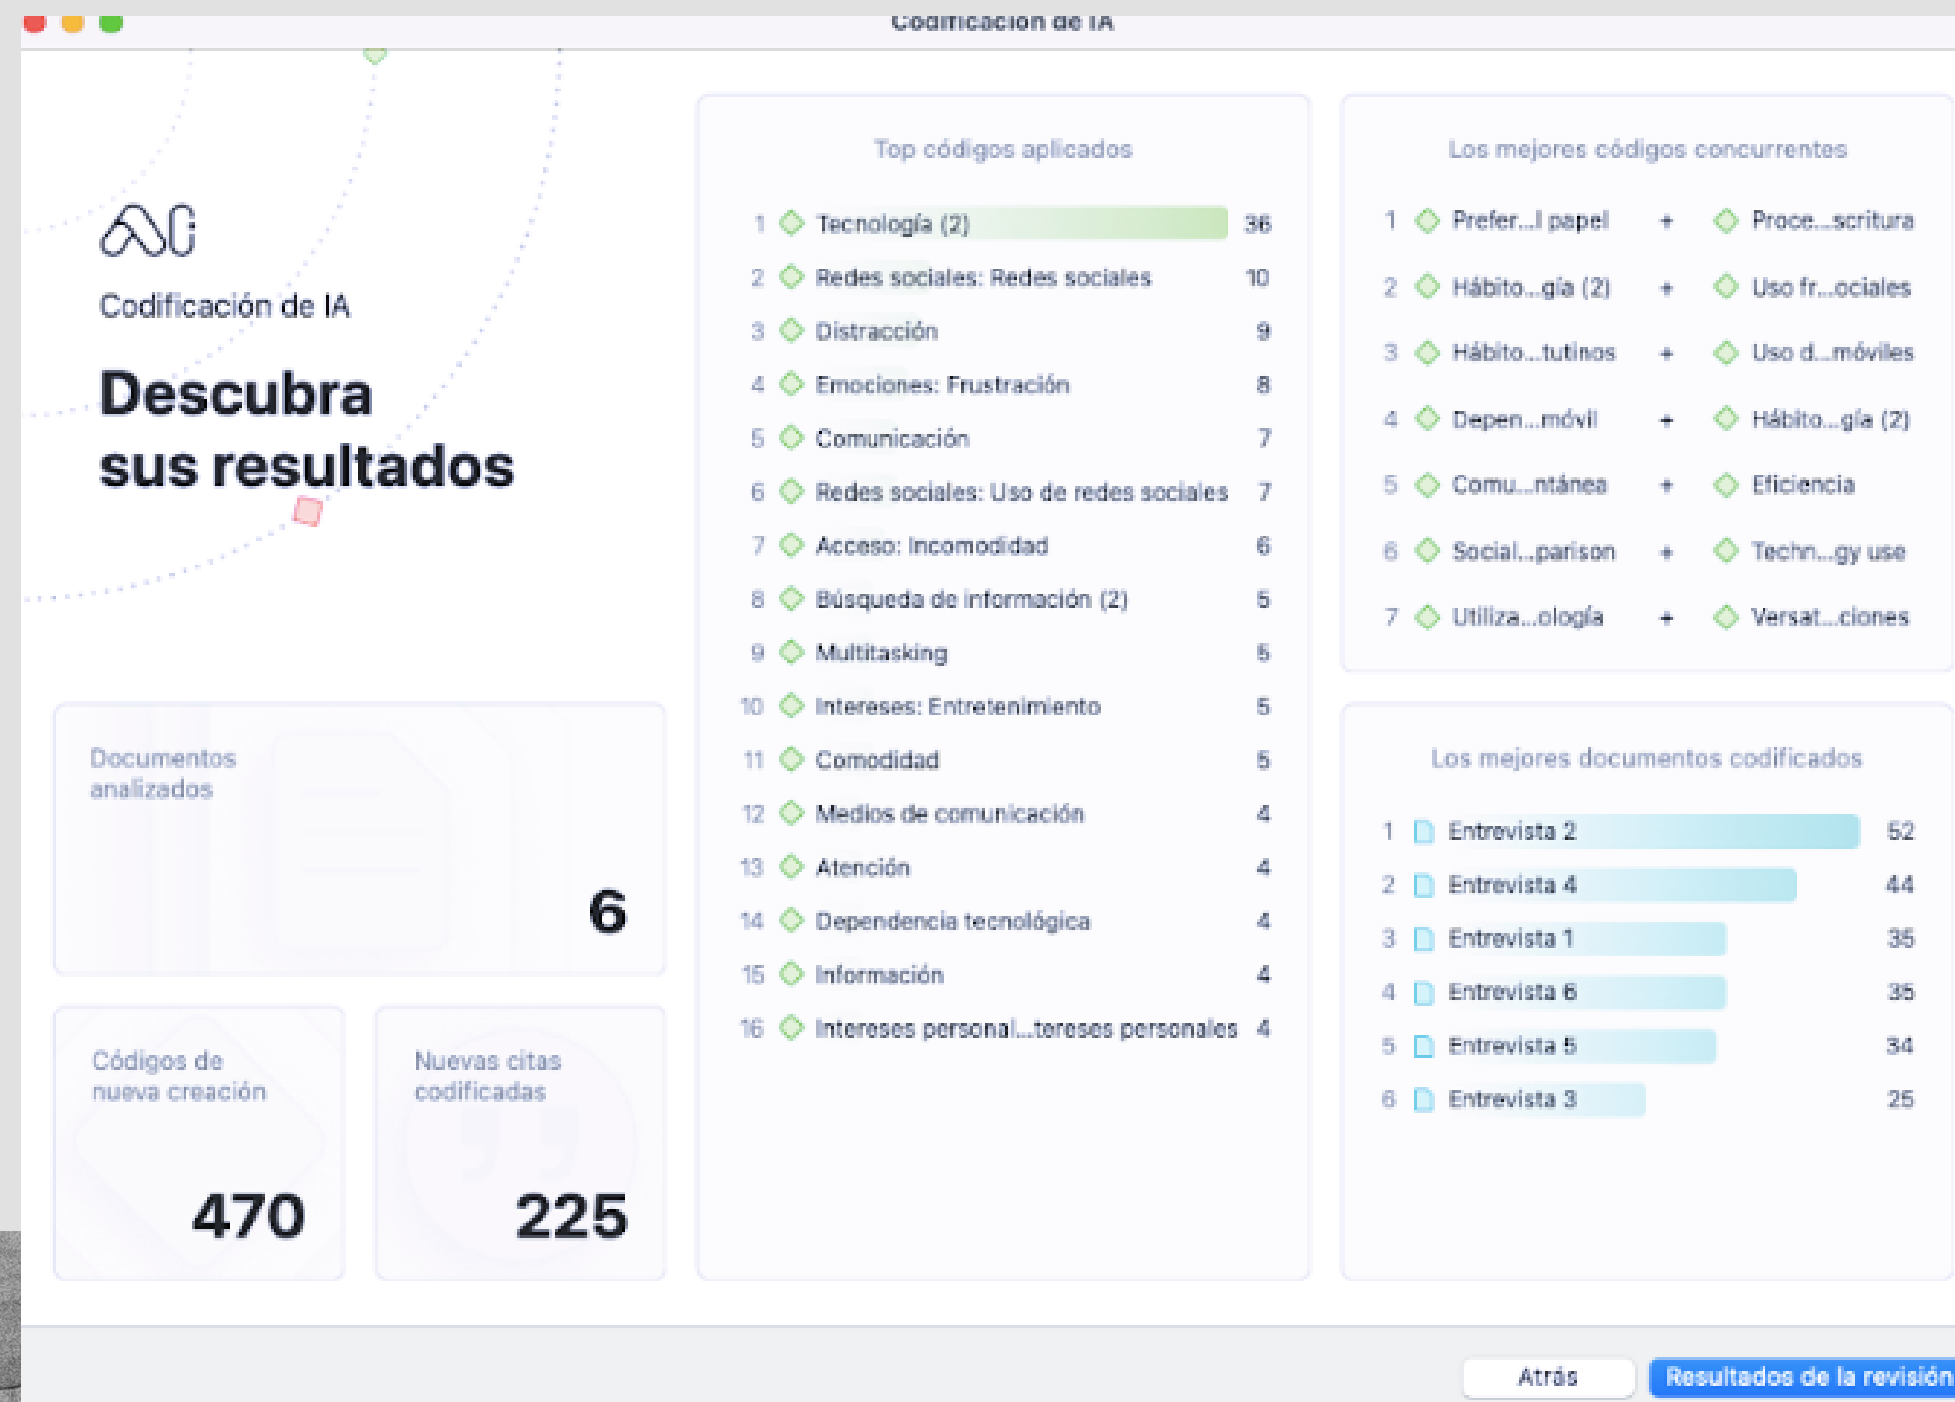 Codificación de IA
Codificación de IA
Descubra
sus resultados
Documentos
analizados
6
Códigos de
nueva creación
470
Nuevas citas
codificadas
225
Top códigos aplicados
1 Tecnología (2) 36
2 Redes sociales: Redes sociales 10
3 Distracción 9
4 Emociones: Frustración 8
5 Comunicación 7
6 Redes sociales: Uso de redes sociales 7
7 Acceso: Incomodidad 6
8 Búsqueda de información (2) 5
9 Multitasking 5
10 Intereses: Entretenimiento 5
11 Comodidad 5
12 Medios de comunicación 4
13 Atención 4
14 Dependencia tecnológica 4
15 Información 4
16 Intereses personal...tereses personales 4
Los mejores códigos concurrentes
1 Prefer...l papel + Proce...scritura
2 Hábito...gía (2) + Uso fr...ociales
3 Hábito...tutinos + Uso d...móviles
4 Depen...móvil + Hábito...gía (2)
5 Comu...ntánea + Eficiencia
6 Social...parison + Techn...gy use
7 Utiliza...ología + Versat...ciones
Los mejores documentos codificados
1 Entrevista 2 52
2 Entrevista 4 44
3 Entrevista 1 35
4 Entrevista 6 35
5 Entrevista 5 34
6 Entrevista 3 25
Atrás
Resultados de la revisión